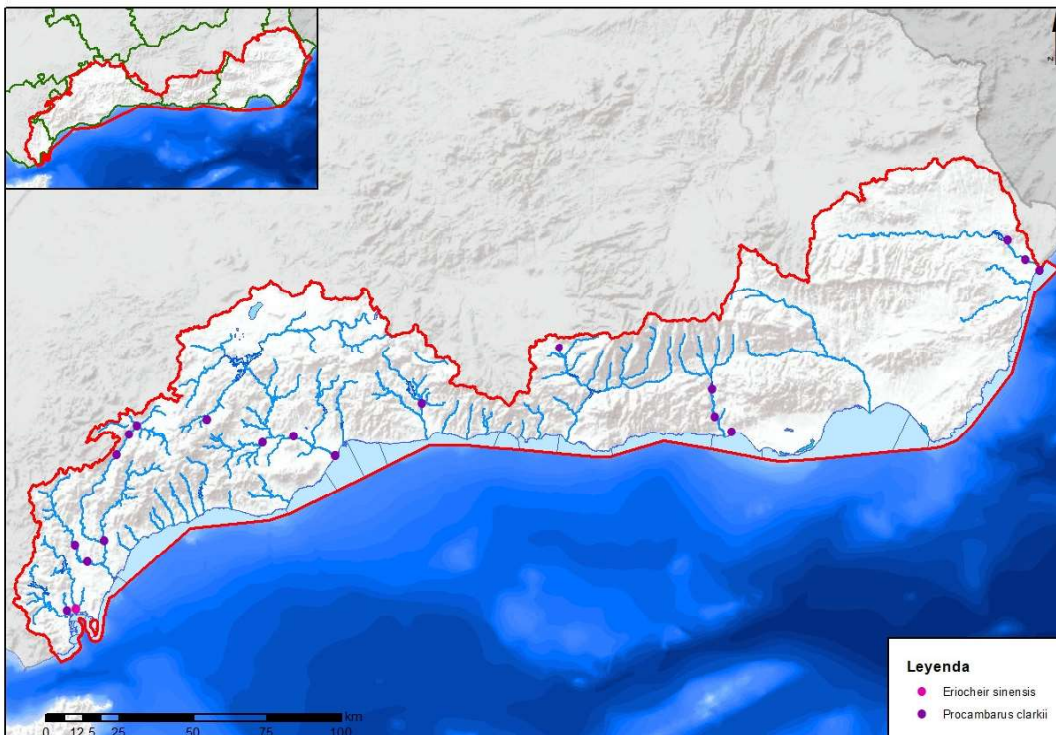 z
km
0 12,5 25 50 75 100
Leyenda
Eriocheir sinensis
Procambarus clarkii